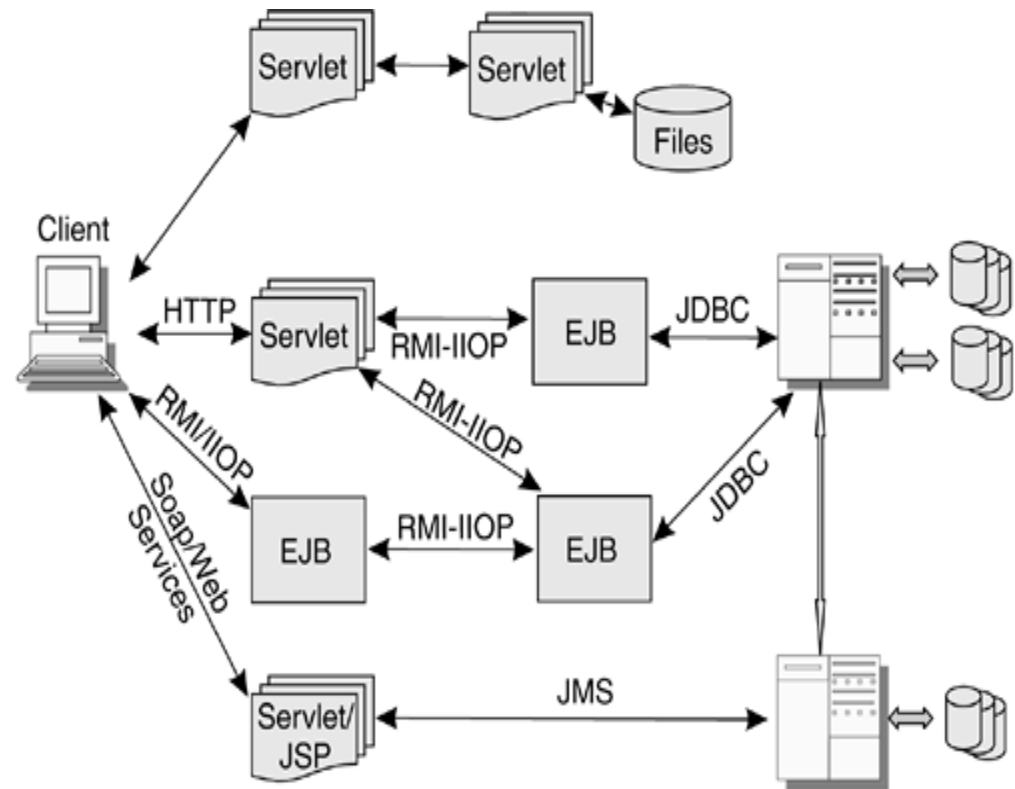 Servlet
Servlet
Files
Client
HTTP
Servlet
RMI-IIOP
EJB
JDBC
RMI-IIOP
RMI/IIOP
JDBC
EJB
RMI-IIOP
EJB
Soap/Web
Services
Servlet/
JSP
JMS